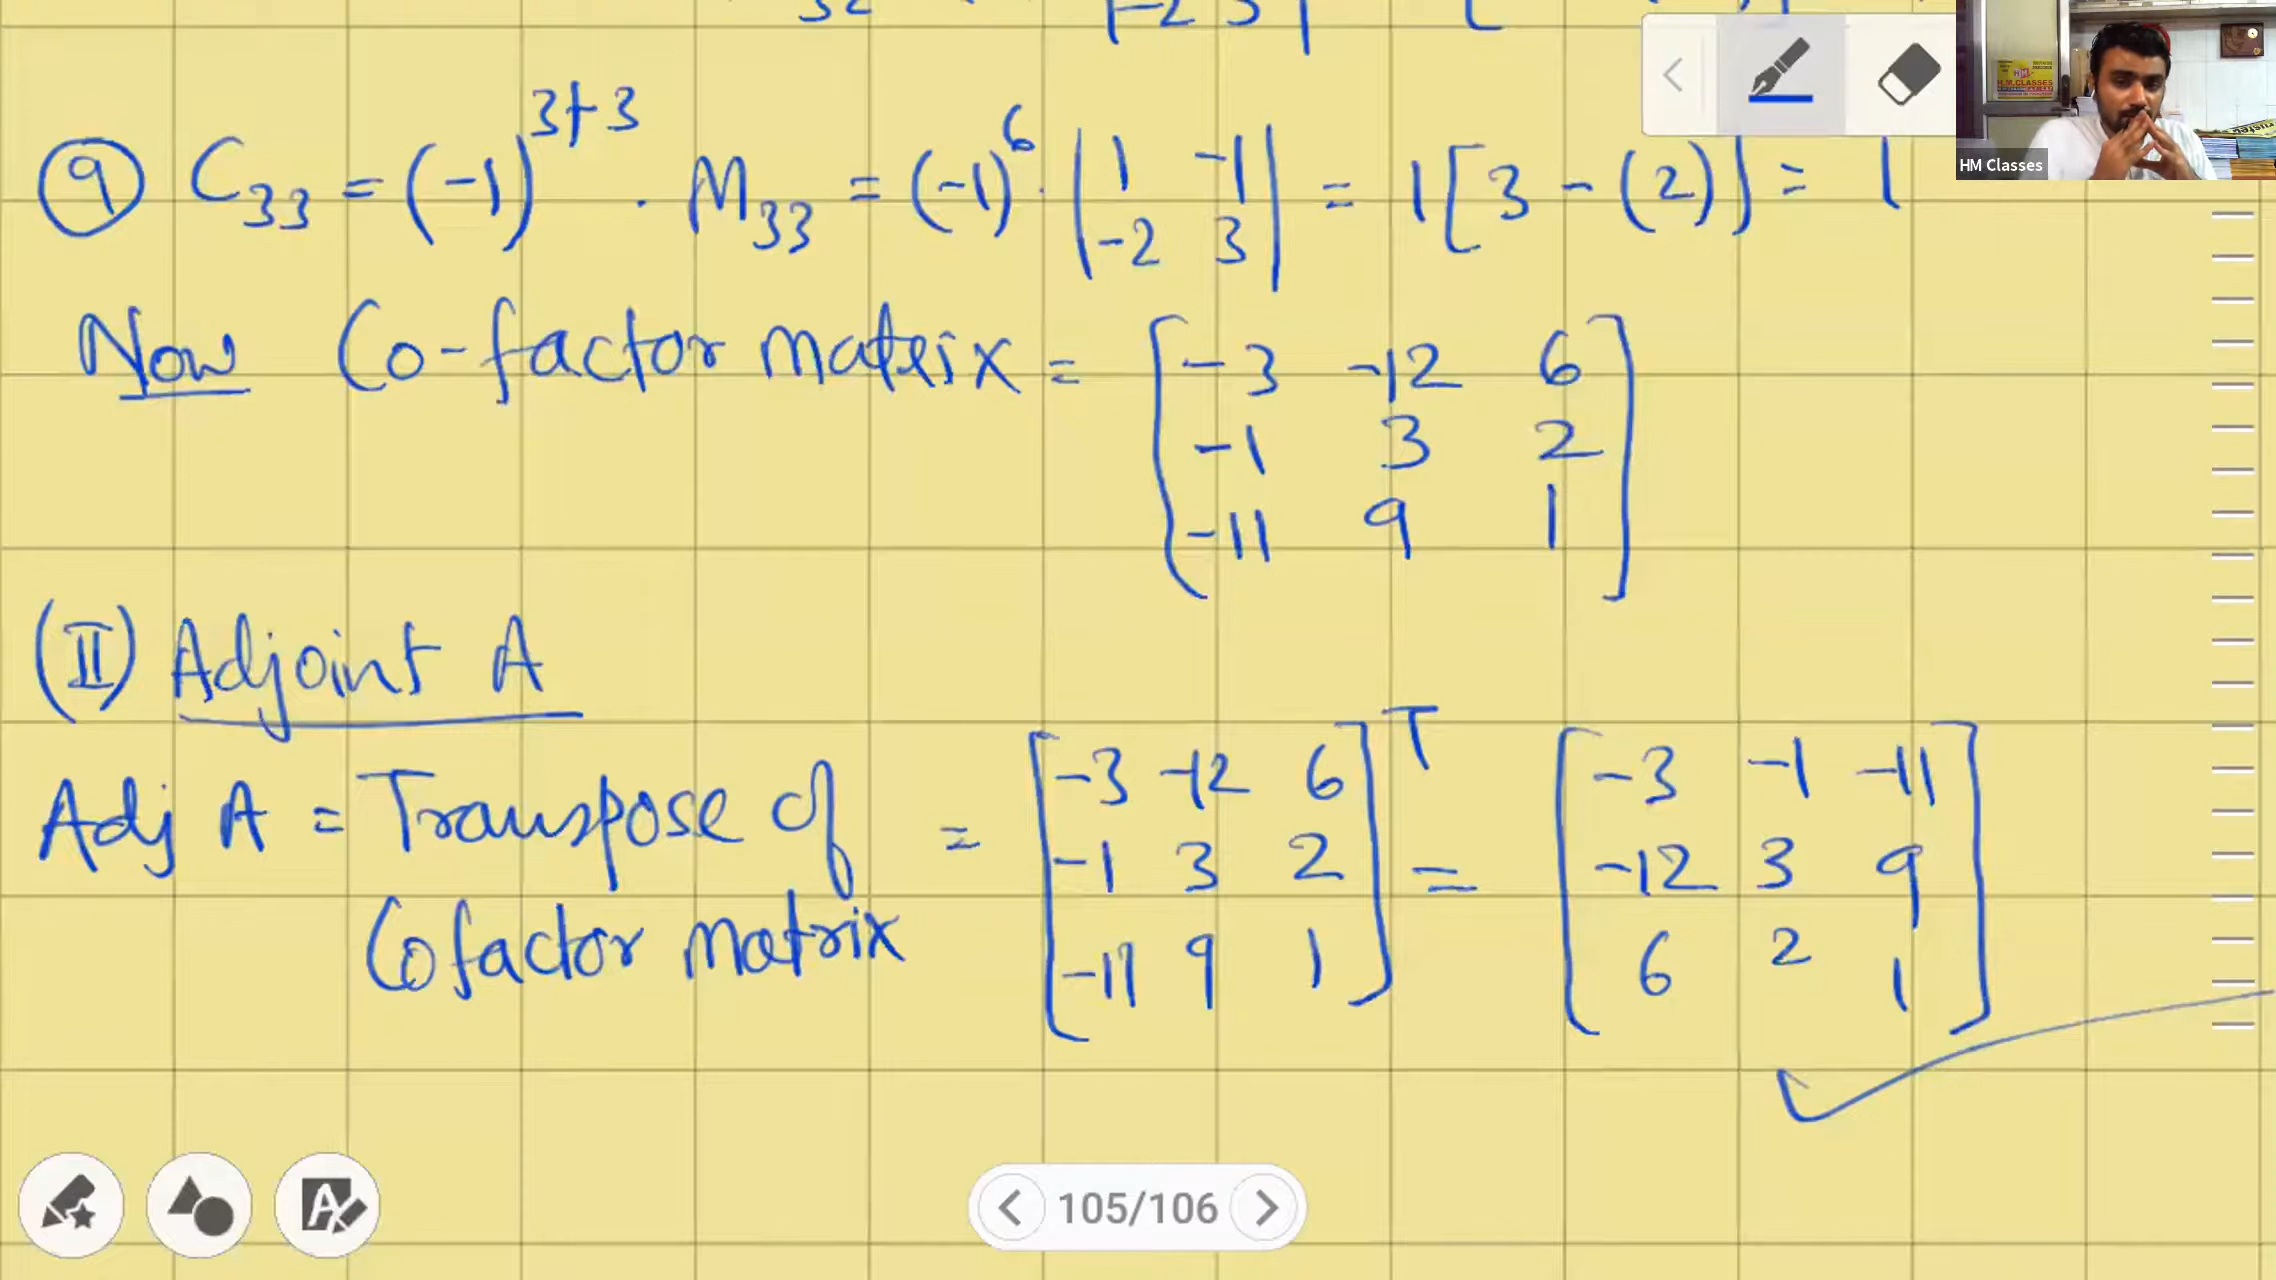 ⑨ C₃₃ = (-1)³⁺³ . M₃₃ = (-1)⁶ . | 1 -1 | = 1[3 - (2)] = 1
| -2 3 |
Now Co-factor matrix = [ -3 -12 6
-1 3 2
-11 9 1 ]
(II) Adjoint A
Adj A = Transpose of Cofactor matrix = [ -3 -12 6 ]ᵀ = [ -3 -1 -11 ]
[ -1 3 2 ] [ -12 3 9 ]
[ -11 9 1 ] [ 6 2 1 ]
105/106
HM Classes
H.M.CLASSES